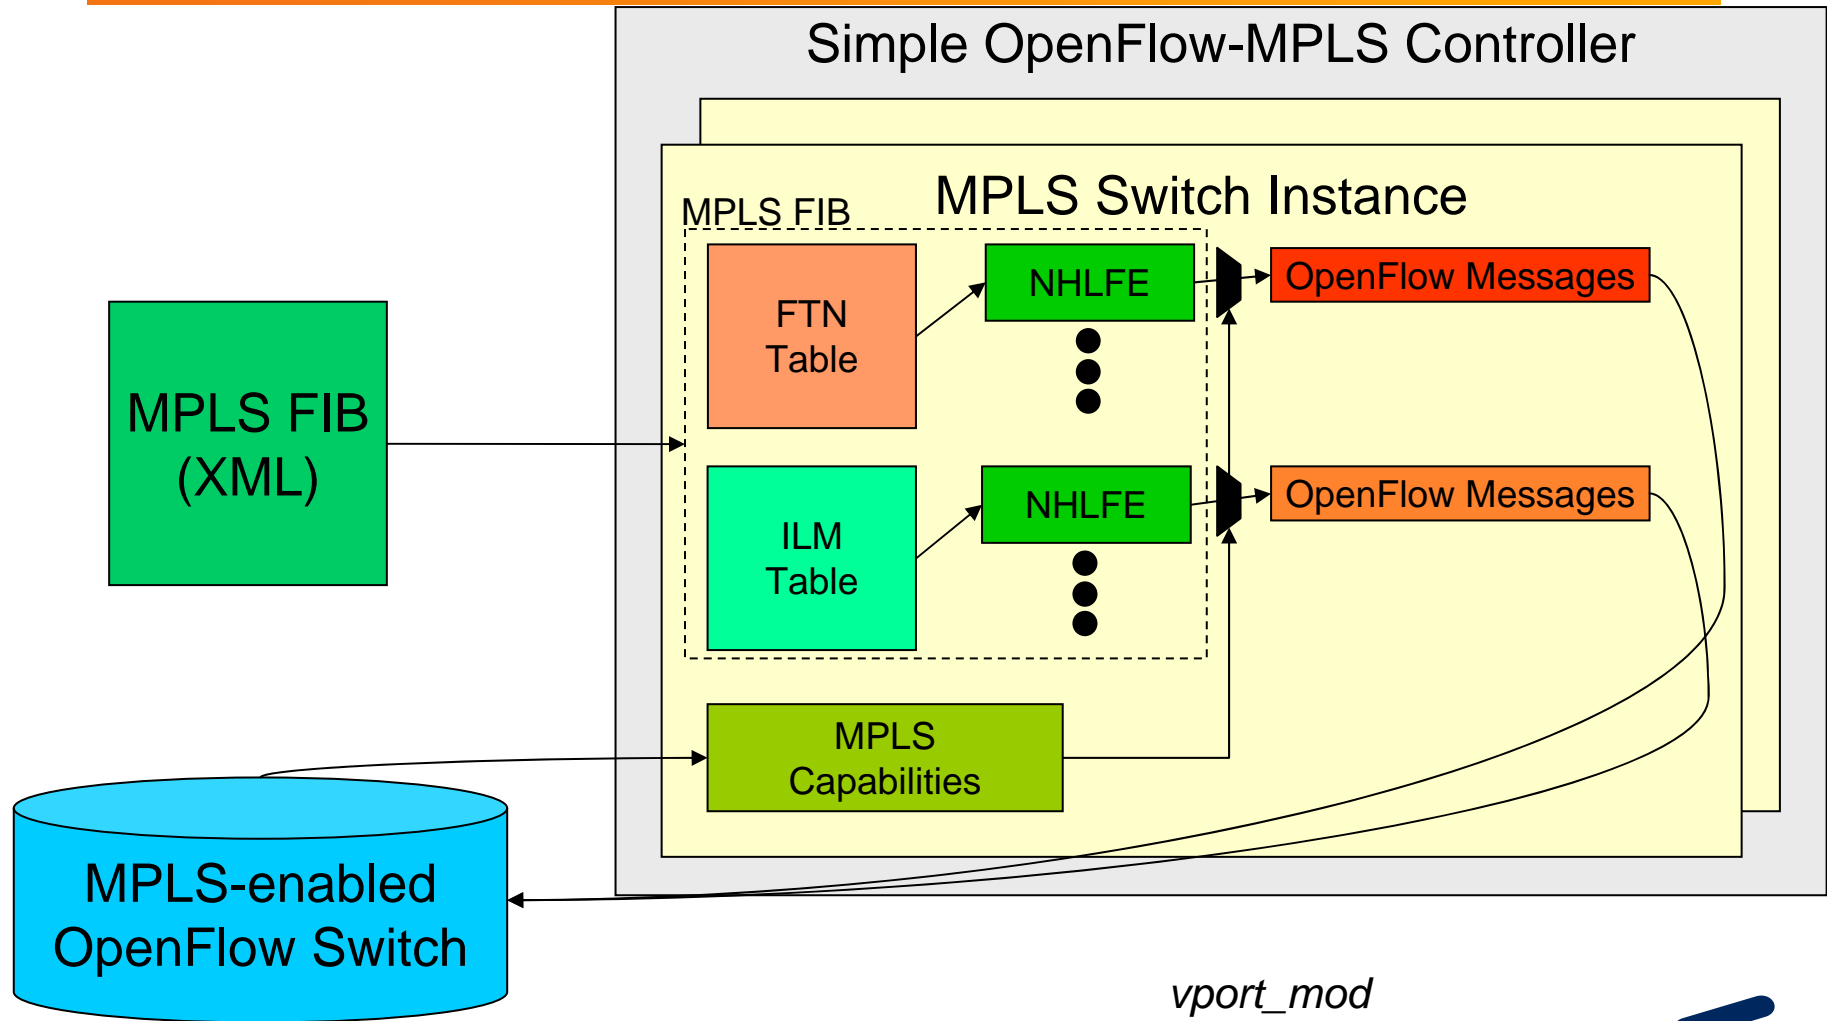 Simple OpenFlow-MPLS Controller
MPLS Switch Instance
MPLS FIB
FTN
Table
NHLFE
OpenFlow Messages
MPLS FIB
(XML)
ILM
Table
NHLFE
OpenFlow Messages
MPLS
Capabilities
MPLS-enabled
OpenFlow Switch
vport_mod